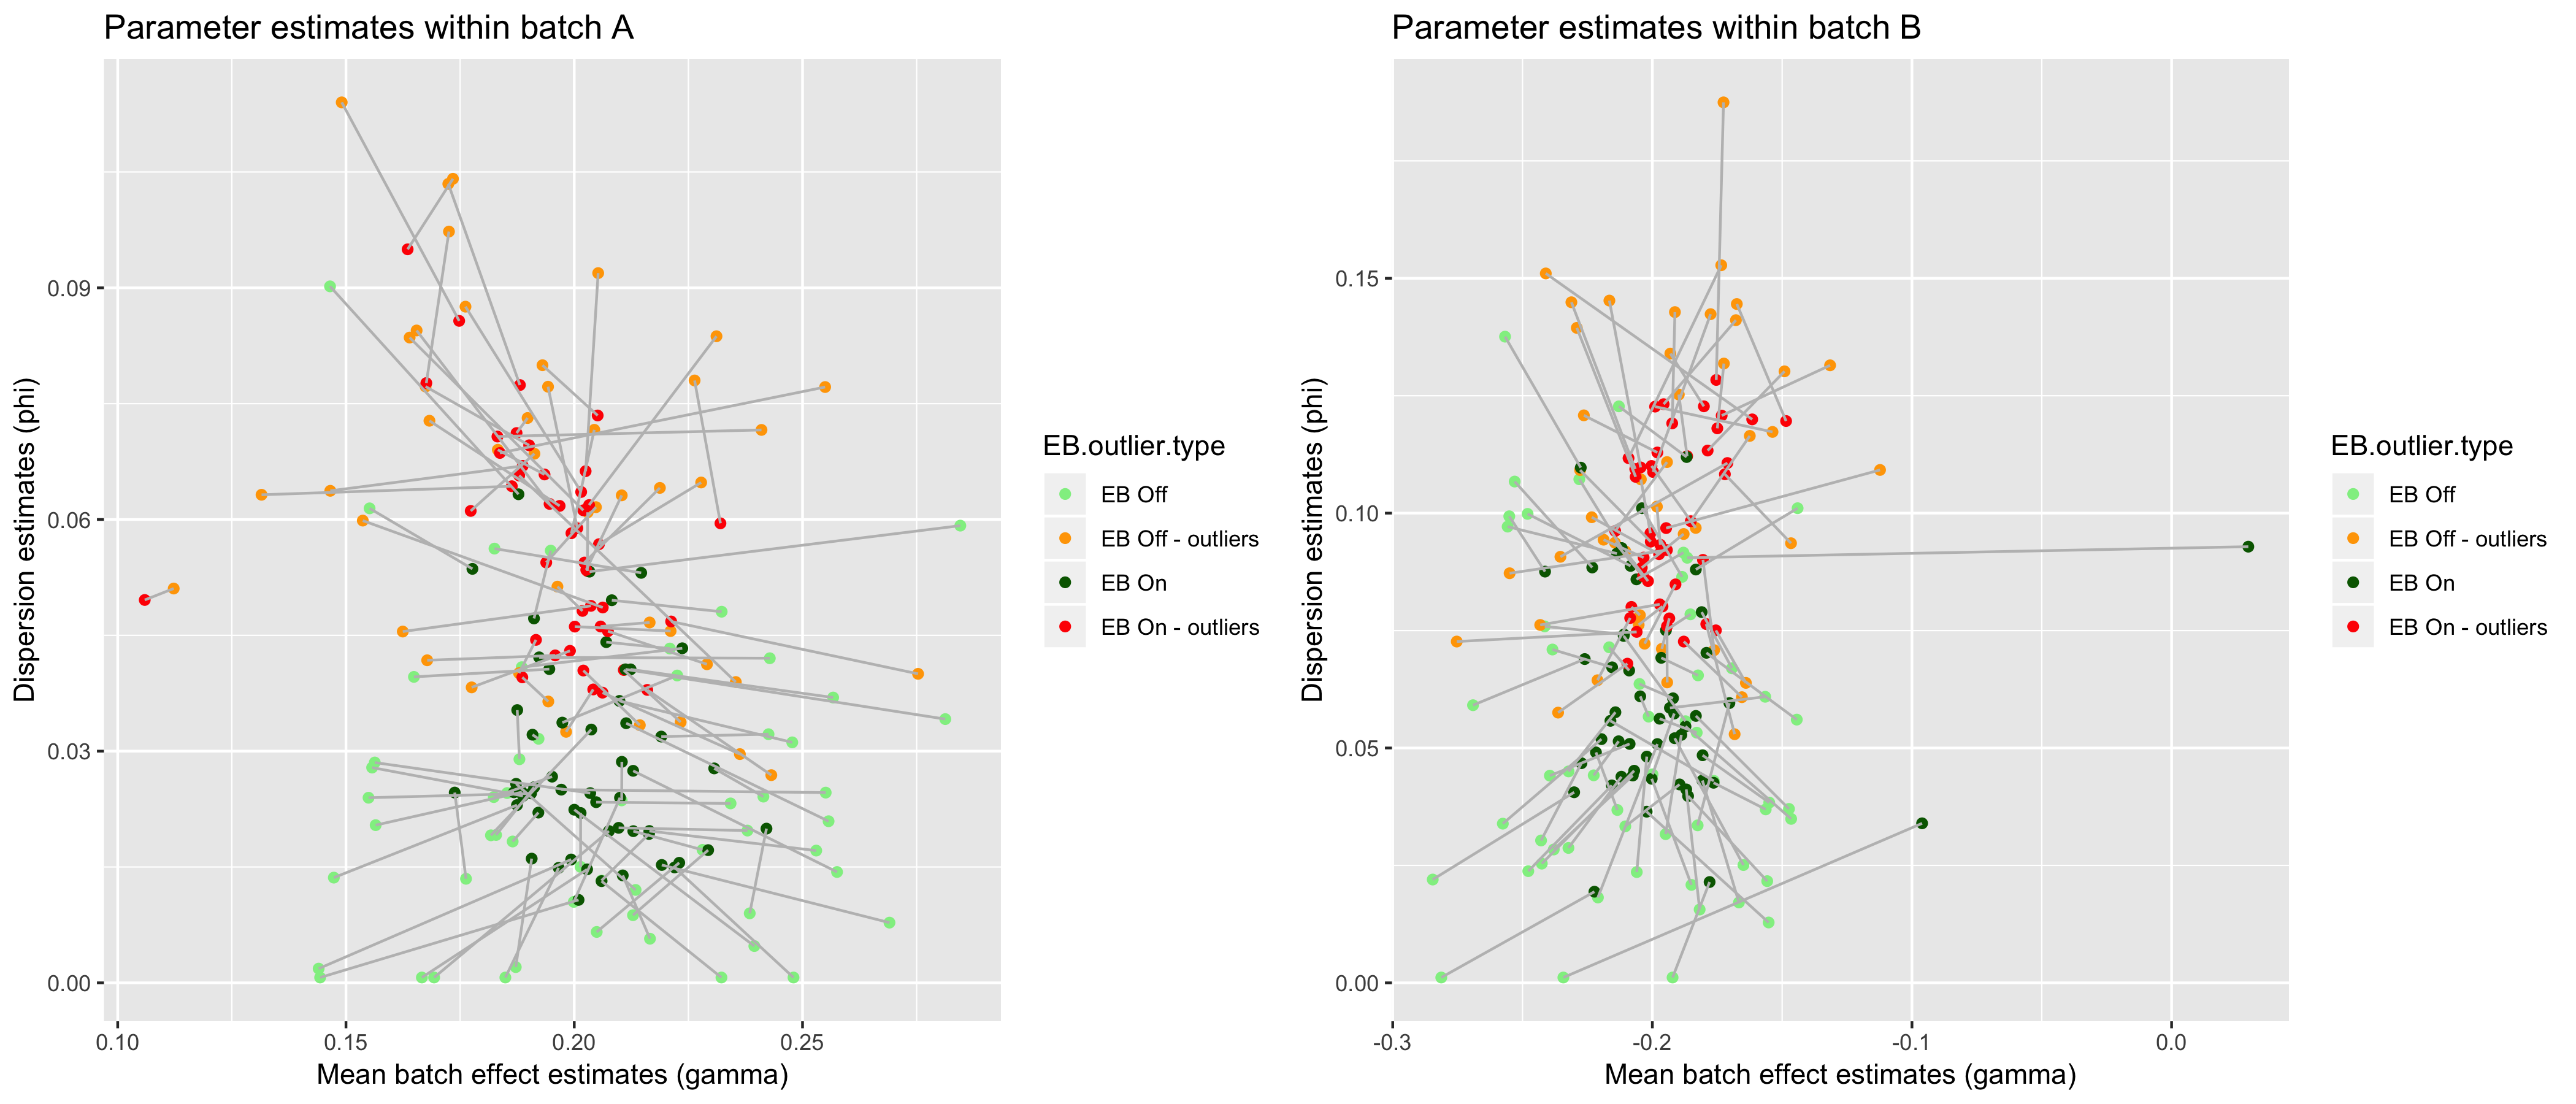 Parameter estimates within batch A
Dispersion estimates (phi)
0.09
0.06
0.03
0.00
0.10
0.15
0.20
0.25
Mean batch effect estimates (gamma)
EB.outlier.type
EB Off
EB Off - outliers
EB On
EB On - outliers
Parameter estimates within batch B
Dispersion estimates (phi)
0.15
0.10
0.05
0.00
-0.3
-0.2
-0.1
0.0
Mean batch effect estimates (gamma)
EB.outlier.type
EB Off
EB Off - outliers
EB On
EB On - outliers